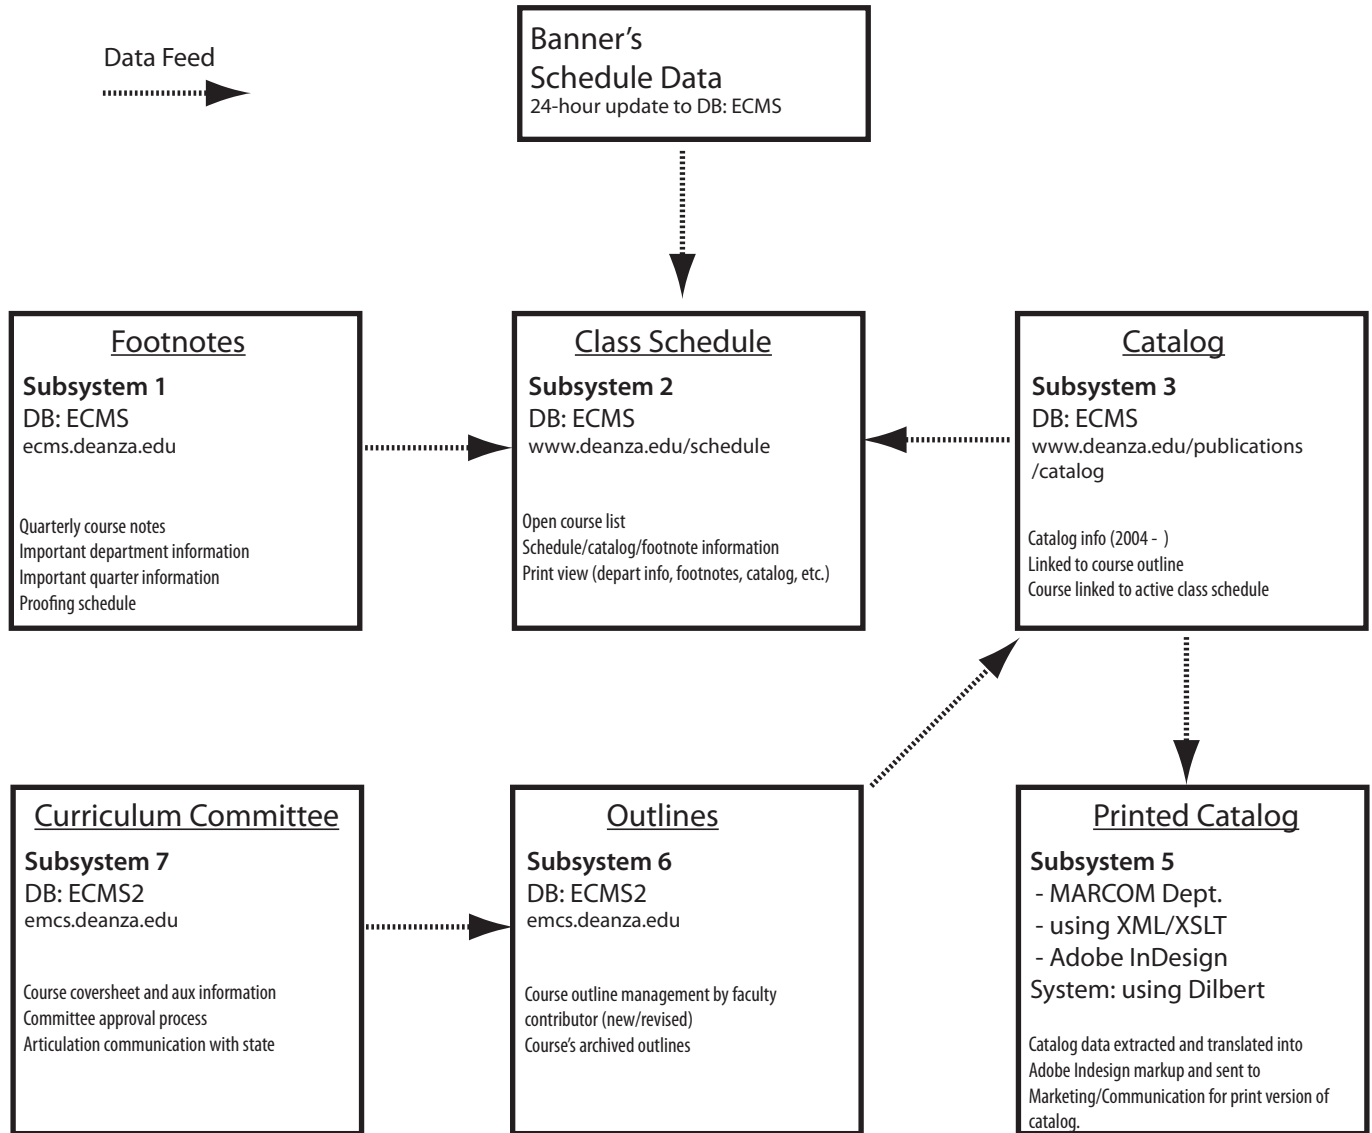 Data Feed
Banner's
Schedule Data
24-hour update to DB: ECMS
Footnotes
Subsystem 1
DB: ECMS
ecms.deanza.edu
Quarterly course notes
Important department information
Important quarter information
Proofing schedule
Class Schedule
Subsystem 2
DB: ECMS
www.deanza.edu/schedule
Open course list
Schedule/catalog/footnote information
Print view (depart info, footnotes, catalog, etc.)
Catalog
Subsystem 3
DB: ECMS
www.deanza.edu/publications
/catalog
Catalog info (2004 - )
Linked to course outline
Course linked to active class schedule
Curriculum Committee
Subsystem 7
DB: ECMS2
emcs.deanza.edu
Course coversheet and aux information
Committee approval process
Articulation communication with state
Outlines
Subsystem 6
DB: ECMS2
emcs.deanza.edu
Course outline management by faculty
contributor (new/revised)
Course's archived outlines
Printed Catalog
Subsystem 5
- MARCOM Dept.
- using XML/XSLT
- Adobe InDesign
System: using Dilbert
Catalog data extracted and translated into
Adobe Indesign markup and sent to
Marketing/Communication for print version of
catalog.